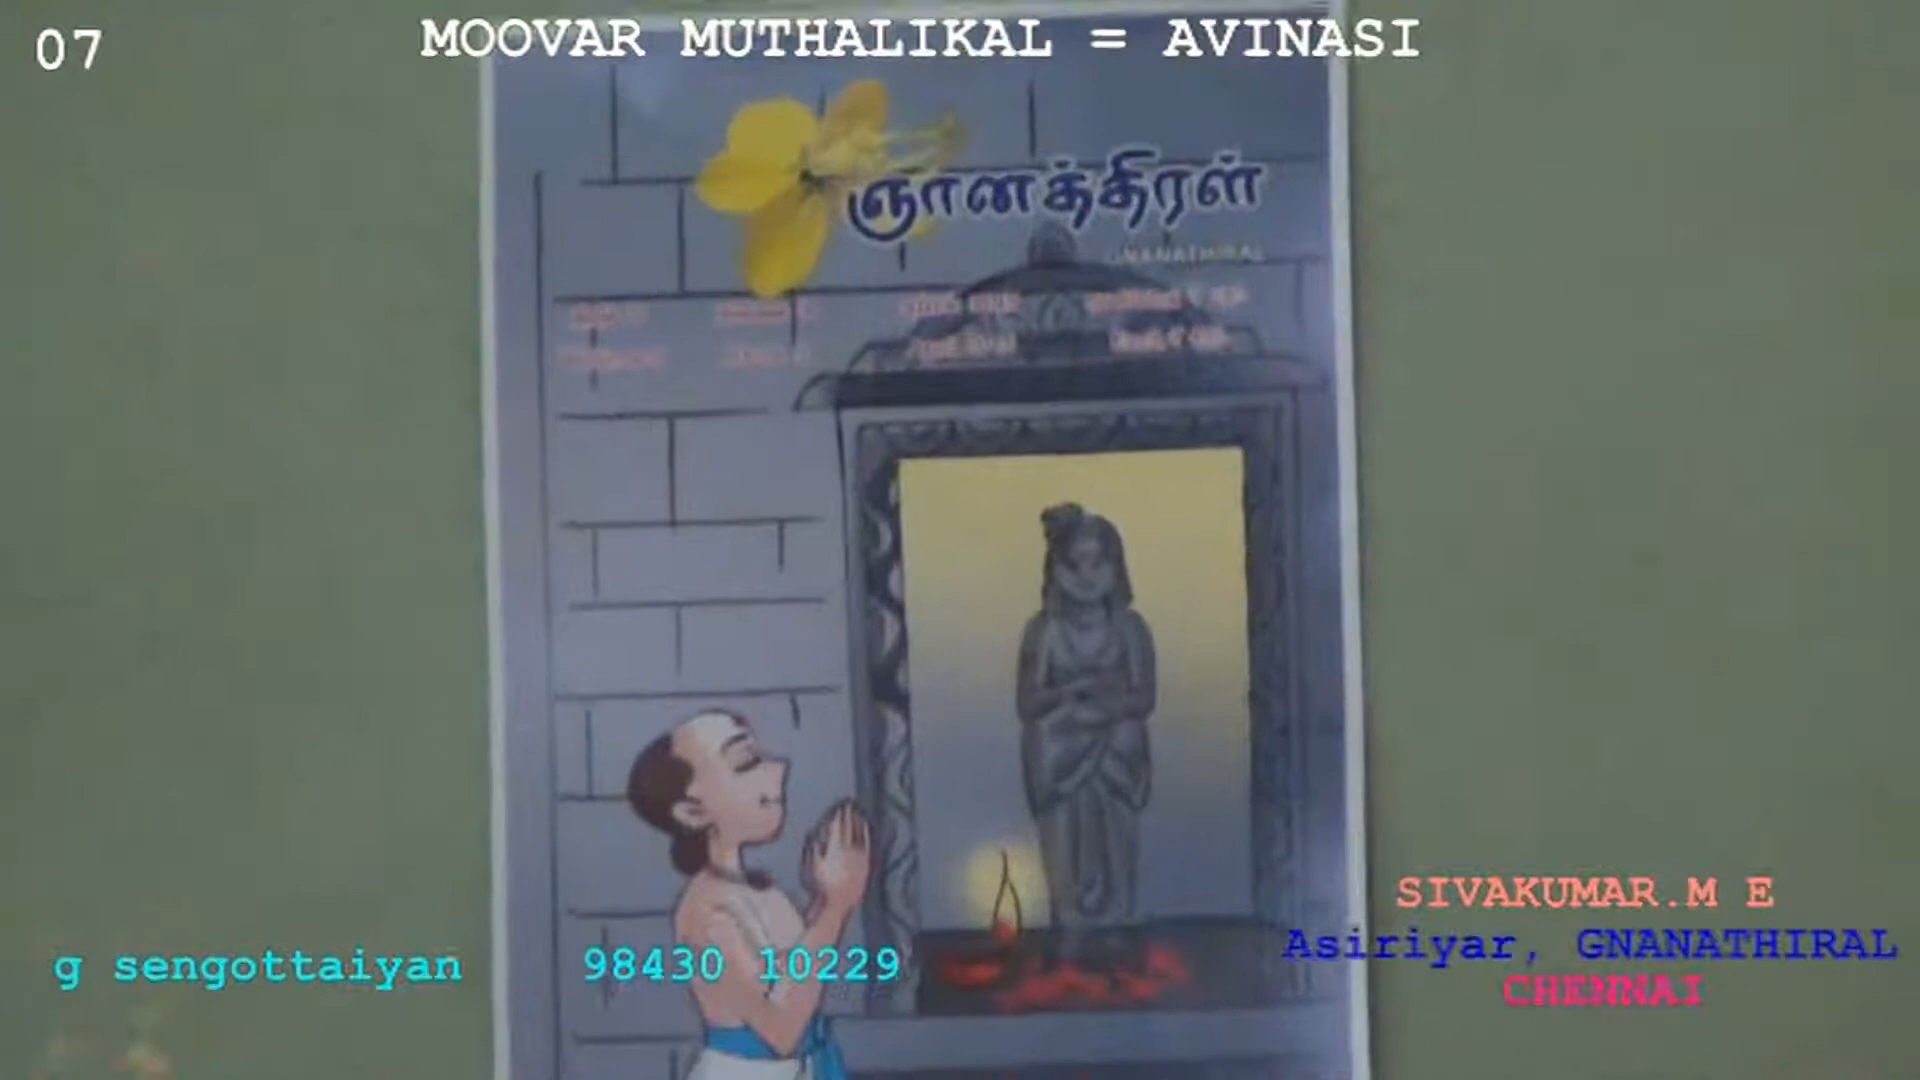 07
MOOVAR MUTHALIKAL = AVINASI
ஞானத்திரள்
GNANATHIRAL
SIVAKUMAR.M E
Asiriyar, GNANATHIRAL
CHENNAI
g sengottaiyan 98430 10229